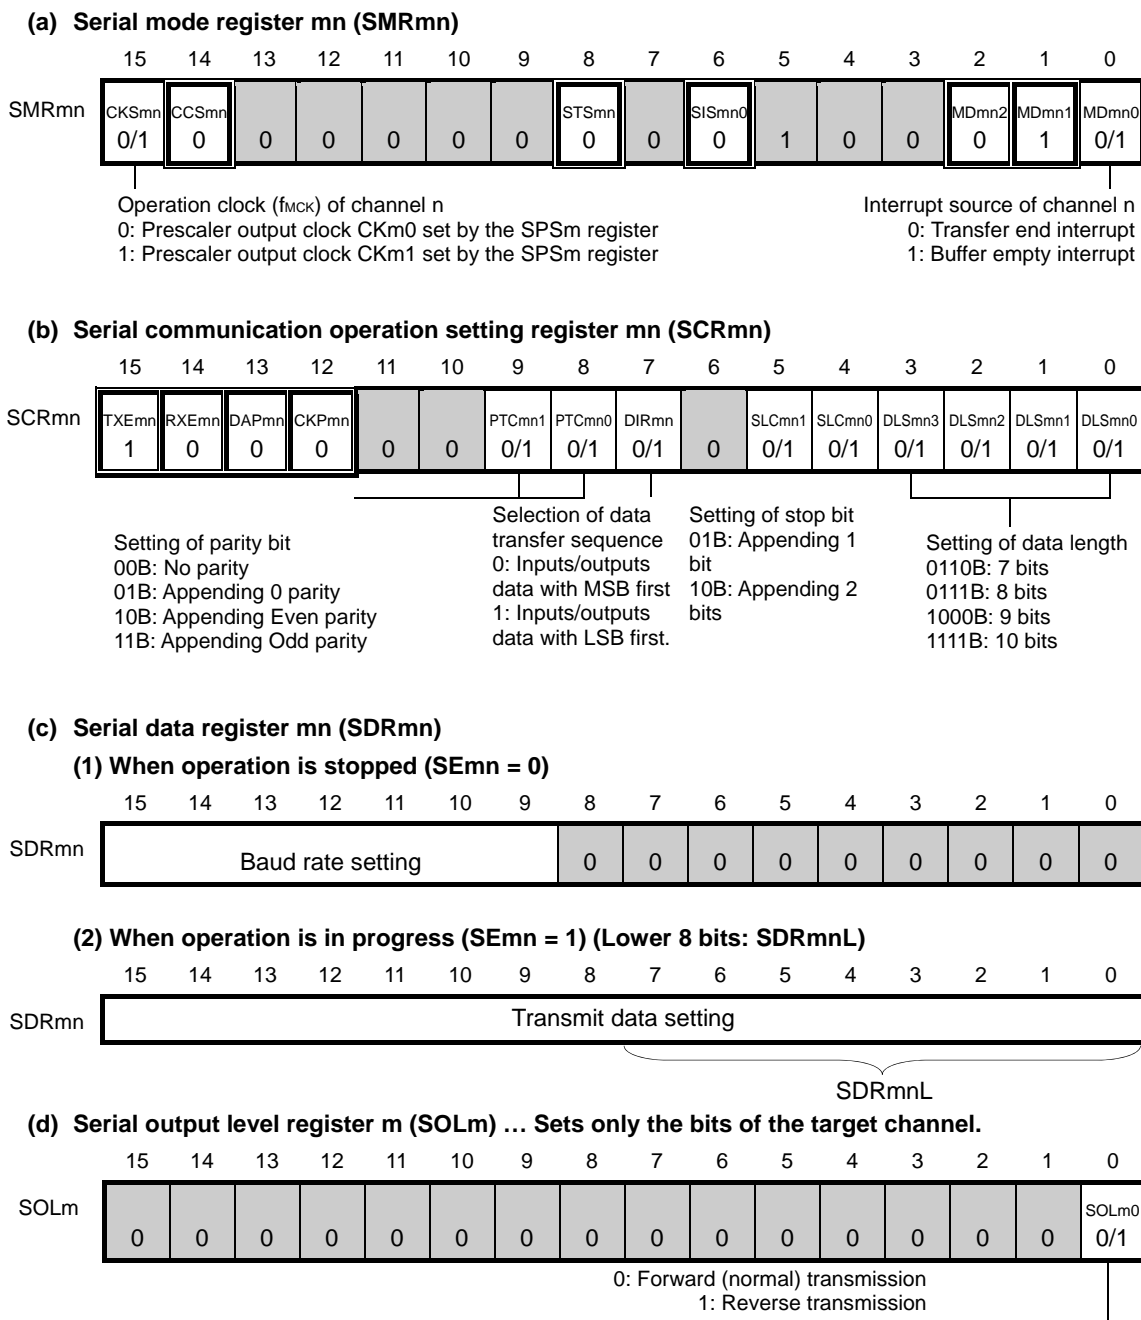 (a) Serial mode register mn (SMRmn)
15 14 13 12 11 10 9 8 7 6 5 4 3 2 1 0
SMRmn
CKSmn CCSmn STSmn SISmn0 MDmn2 MDmn1 MDmn0
0/1 0 0 0 0 0 0 0 0 0 1 0 0 0 1 0/1
Operation clock (fMCK) of channel n
0: Prescaler output clock CKm0 set by the SPSm register
1: Prescaler output clock CKm1 set by the SPSm register
Interrupt source of channel n
0: Transfer end interrupt
1: Buffer empty interrupt
(b) Serial communication operation setting register mn (SCRmn)
15 14 13 12 11 10 9 8 7 6 5 4 3 2 1 0
SCRmn
TXEmn RXEmn DAPmn CKPmn PTCmn1 PTCmn0 DIRmn SLCmn1 SLCmn0 DLSmn3 DLSmn2 DLSmn1 DLSmn0
1 0 0 0 0 0 0/1 0/1 0/1 0 0/1 0/1 0/1 0/1 0/1 0/1
Setting of parity bit
00B: No parity
01B: Appending 0 parity
10B: Appending Even parity
11B: Appending Odd parity
Selection of data
transfer sequence
0: Inputs/outputs
data with MSB first
1: Inputs/outputs
data with LSB first.
Setting of stop bit
01B: Appending 1
bit
10B: Appending 2
bits
Setting of data length
0110B: 7 bits
0111B: 8 bits
1000B: 9 bits
1111B: 10 bits
(c) Serial data register mn (SDRmn)
(1) When operation is stopped (SEmn = 0)
15 14 13 12 11 10 9 8 7 6 5 4 3 2 1 0
SDRmn
Baud rate setting 0 0 0 0 0 0 0 0 0
(2) When operation is in progress (SEmn = 1) (Lower 8 bits: SDRmnL)
15 14 13 12 11 10 9 8 7 6 5 4 3 2 1 0
SDRmn
Transmit data setting
SDRmnL
(d) Serial output level register m (SOLm) … Sets only the bits of the target channel.
15 14 13 12 11 10 9 8 7 6 5 4 3 2 1 0
SOLm
SOLm0
0 0 0 0 0 0 0 0 0 0 0 0 0 0 0 0/1
0: Forward (normal) transmission
1: Reverse transmission